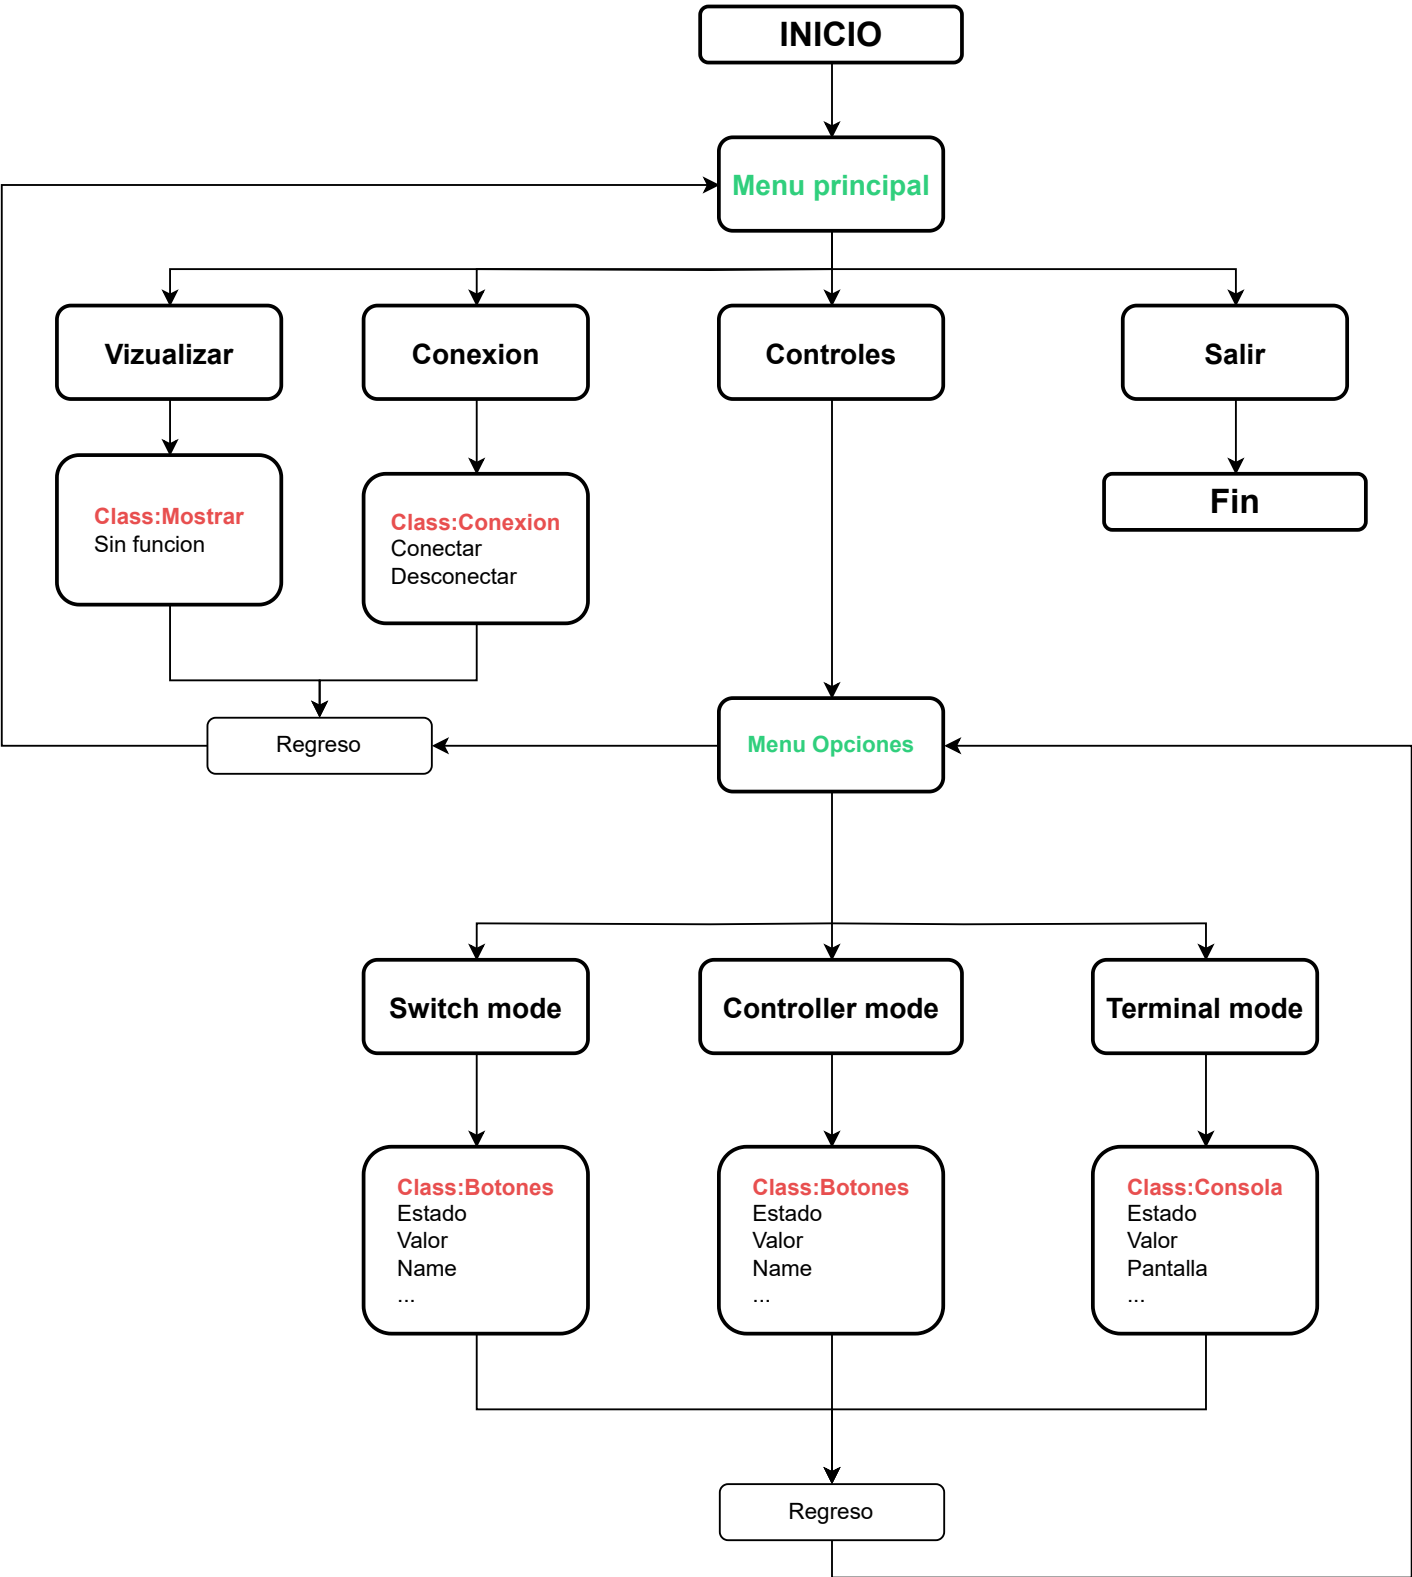 INICIO
Menu principal
Vizualizar
Conexion
Controles
Salir
Class:Mostrar
Sin funcion
Class:Conexion
Conectar
Desconectar
Fin
Regreso
Menu Opciones
Switch mode
Controller mode
Terminal mode
Class:Botones
Estado
Valor
Name
...
Class:Botones
Estado
Valor
Name
...
Class:Consola
Estado
Valor
Pantalla
...
Regreso